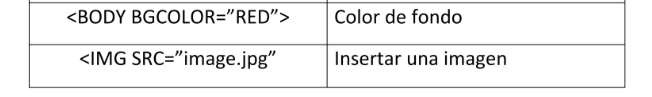 <BODY BGCOLOR=”RED”> Color de fondo
<IMG SRC=”image.jpg” Insertar una imagen